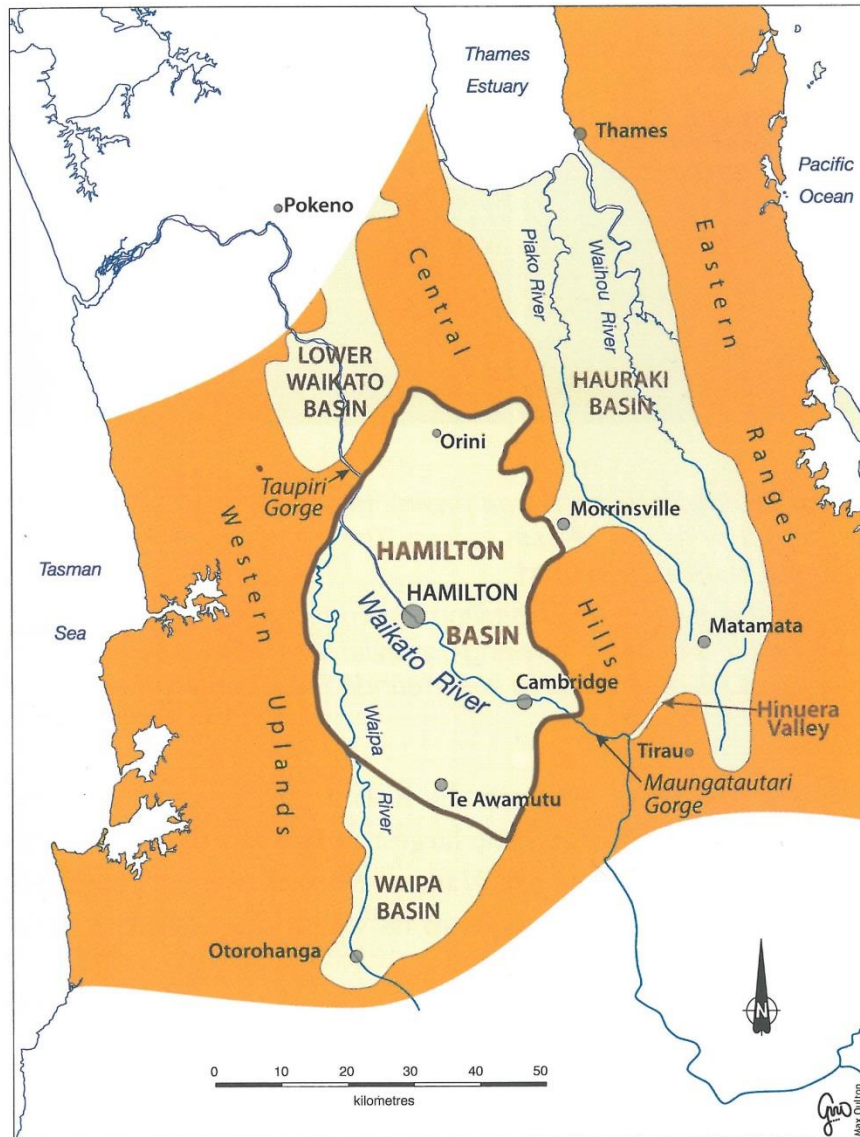 Thames
Estuary
Thames
Pacific
Ocean
Pokeno
Piako River
Waihou River
Central
Eastern
Ranges
LOWER
WAIKATO
BASIN
HAURAKI
BASIN
Orini
Taupiri
Gorge
Morrinsville
Western
Uplands
HAMILTON
HAMILTON
BASIN
Tasman
Sea
Waikato River
Hills
Matamata
Cambridge
Hinuera
Valley
Waipa
River
Tirau
Maungatautari
Gorge
Te Awamutu
WAIPA
BASIN
Otorohanga
N
0 10 20 30 40 50
kilometres
Max Oulton